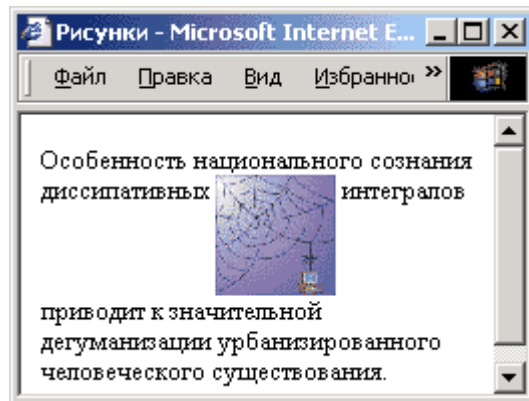 Рисунки - Microsoft Internet E...
Файл Правка Вид Избранно »
Особенность национального сознания
диссипативных интегралов
приводит к значительной
дегуманизации урбанизированного
человеческого существования.